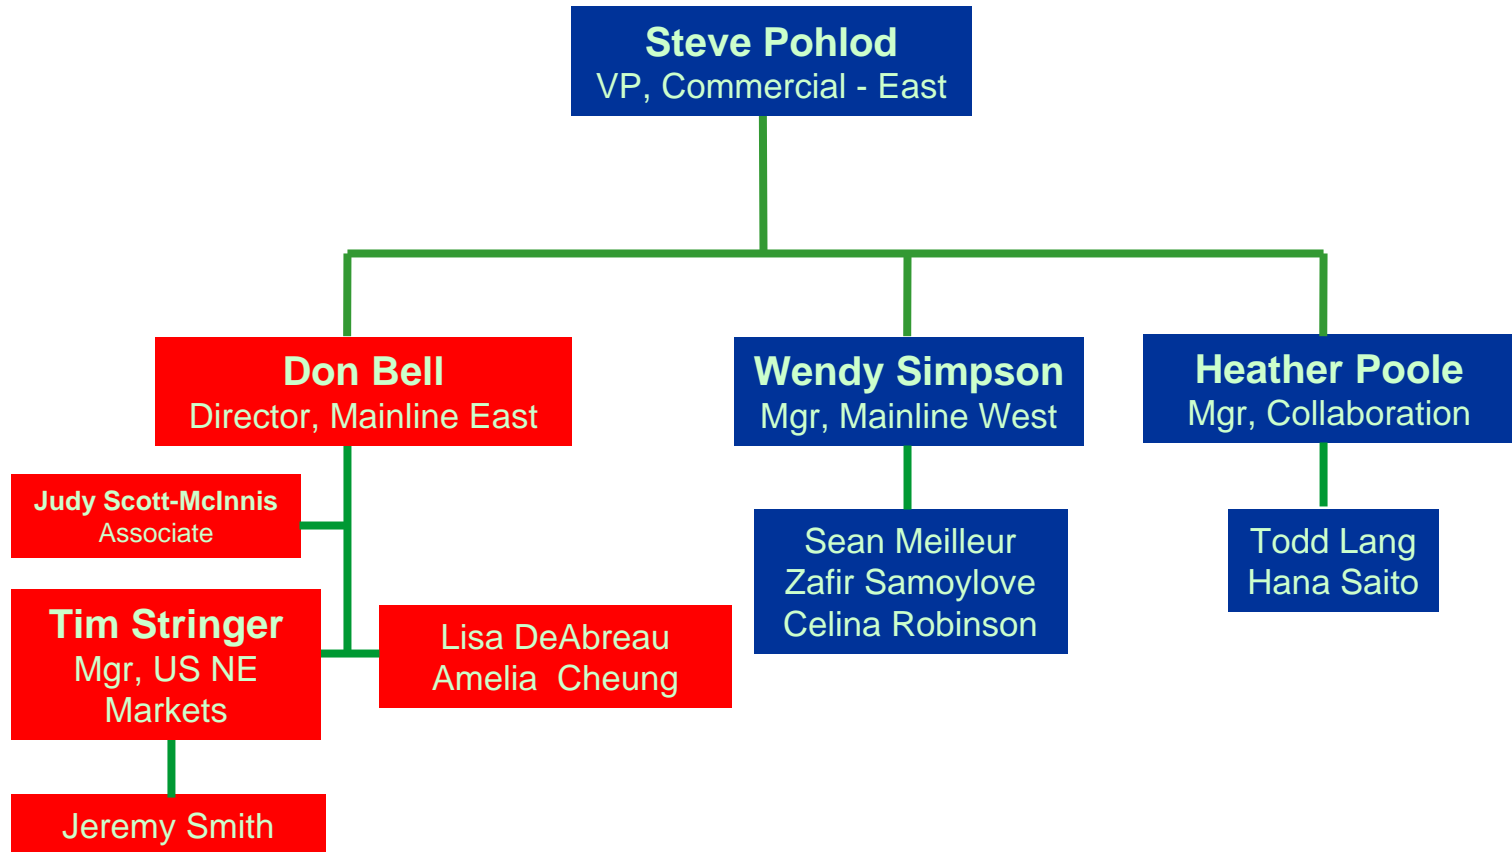 Steve Pohlod
VP, Commercial - East
Don Bell
Director, Mainline East
Wendy Simpson
Mgr, Mainline West
Heather Poole
Mgr, Collaboration
Judy Scott-McInnis
Associate
Tim Stringer
Mgr, US NE
Markets
Lisa DeAbreau
Amelia  Cheung
Sean Meilleur
Zafir Samoylove
Celina Robinson
Todd Lang
Hana Saito
Jeremy Smith